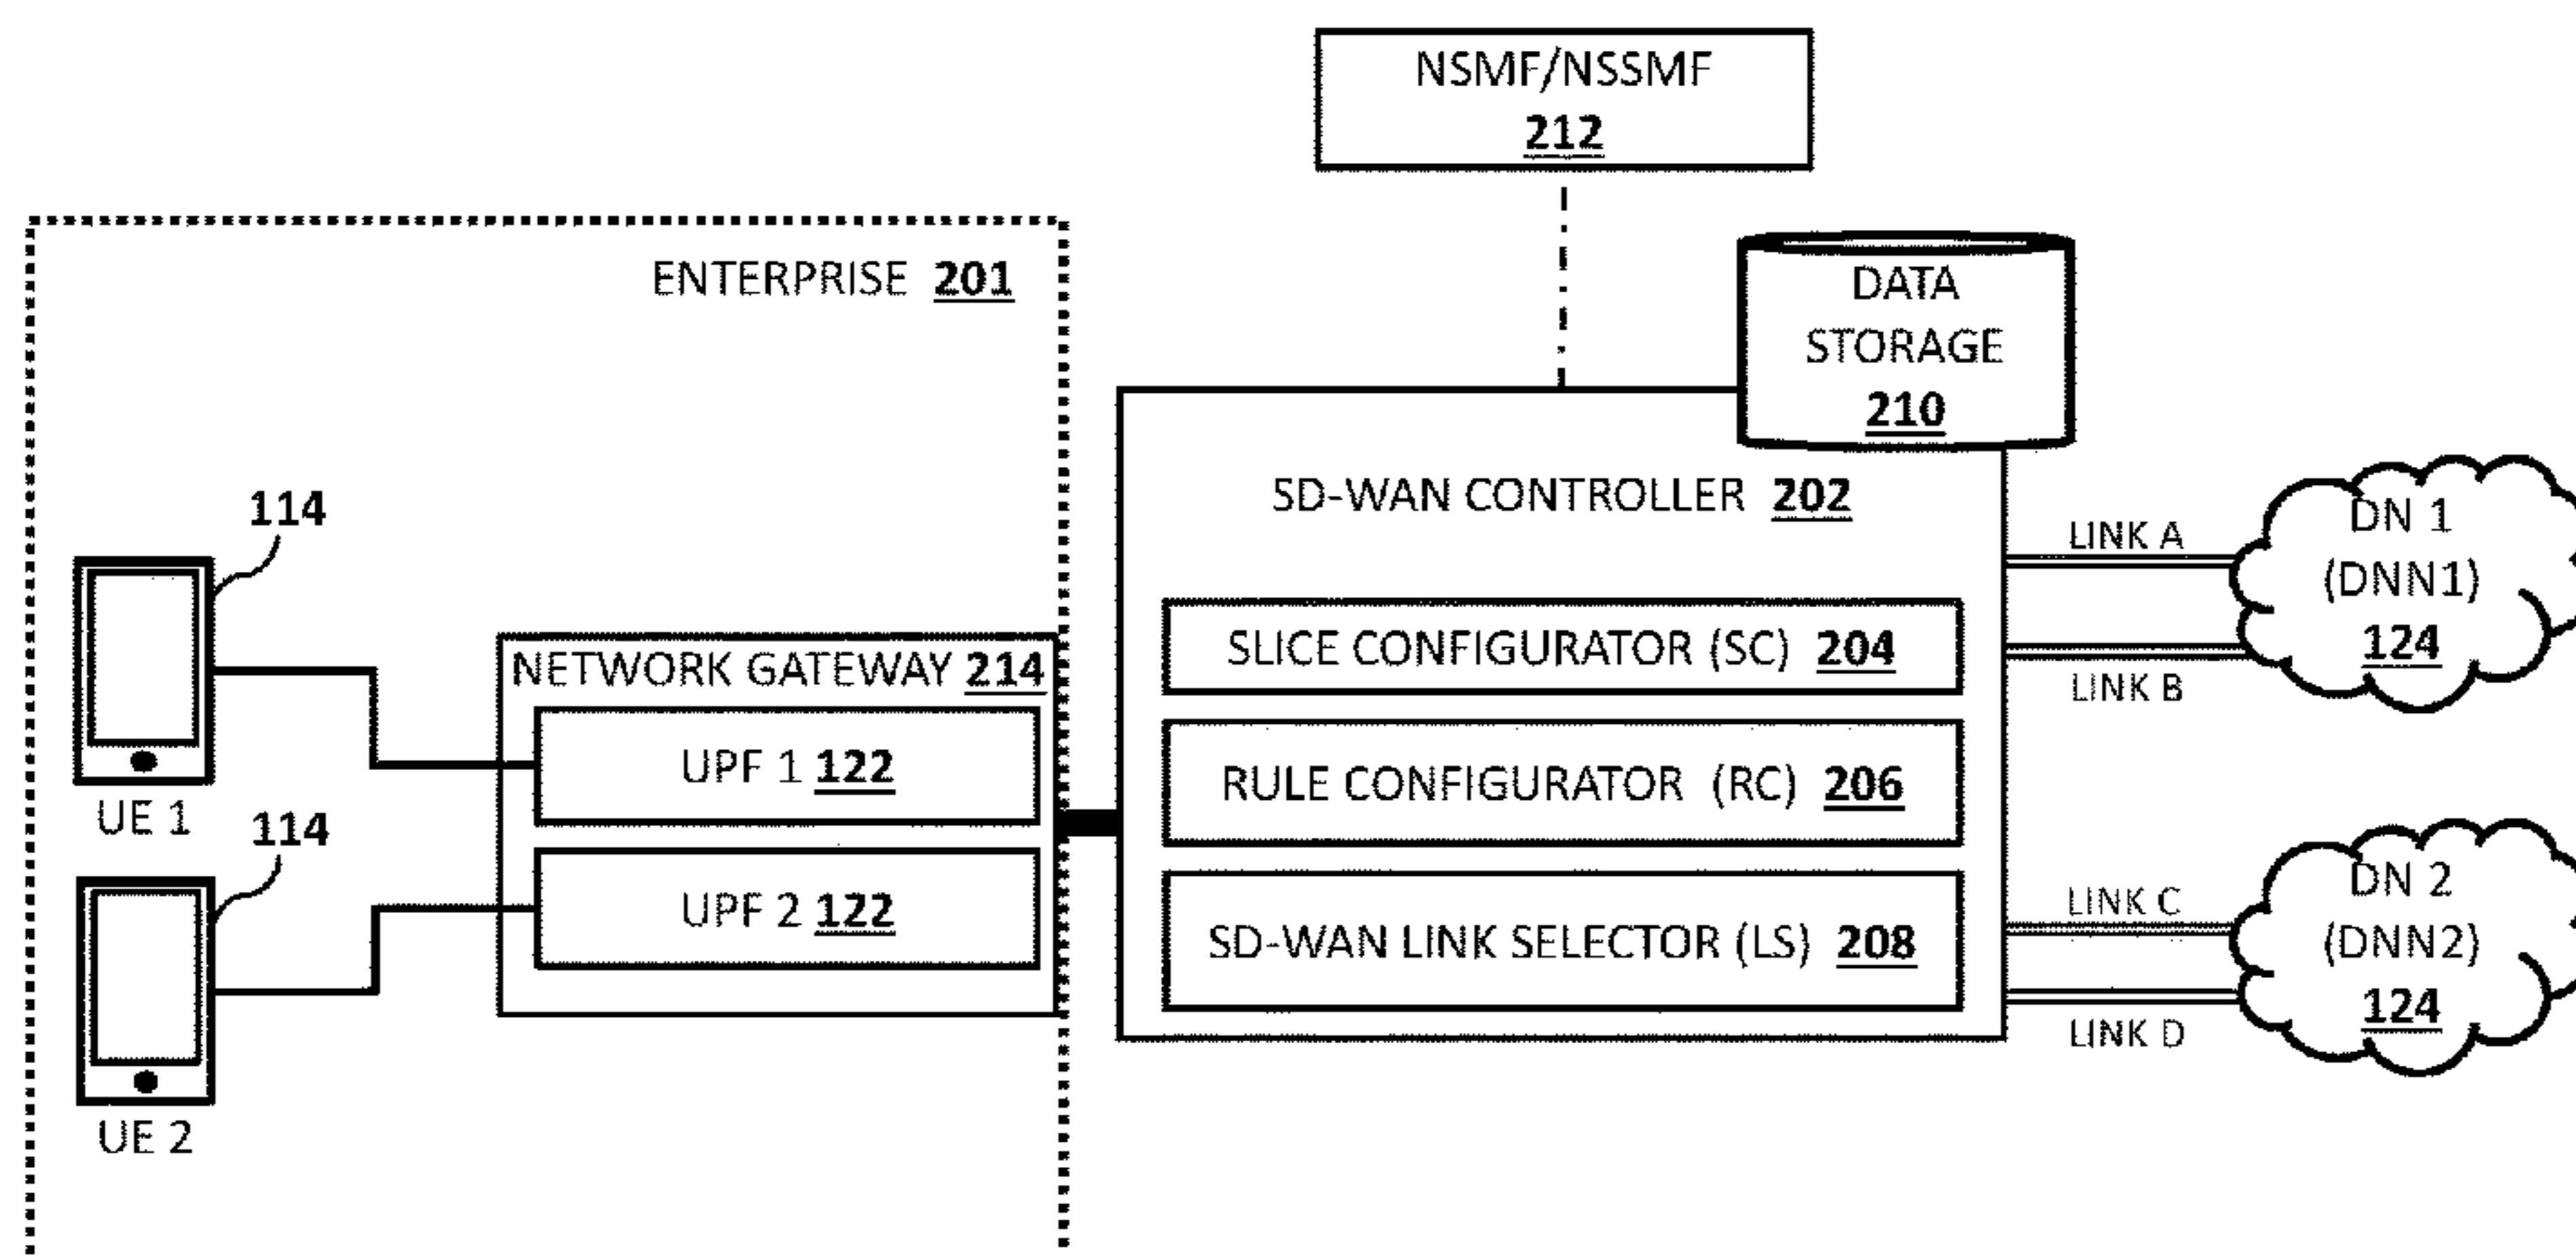 NSMF/NSSMF
212
ENTERPRISE 201
DATA
STORAGE
210
SD-WAN CONTROLLER 202
114
UE 1
114
UE 2
NETWORK GATEWAY 214
UPF 1 122
UPF 2 122
SLICE CONFIGURATOR (SC) 204
RULE CONFIGURATOR (RC) 206
SD-WAN LINK SELECTOR (LS) 208
LINK A
LINK B
DN 1
(DNN1)
124
LINK C
LINK D
DN 2
(DNN2)
124